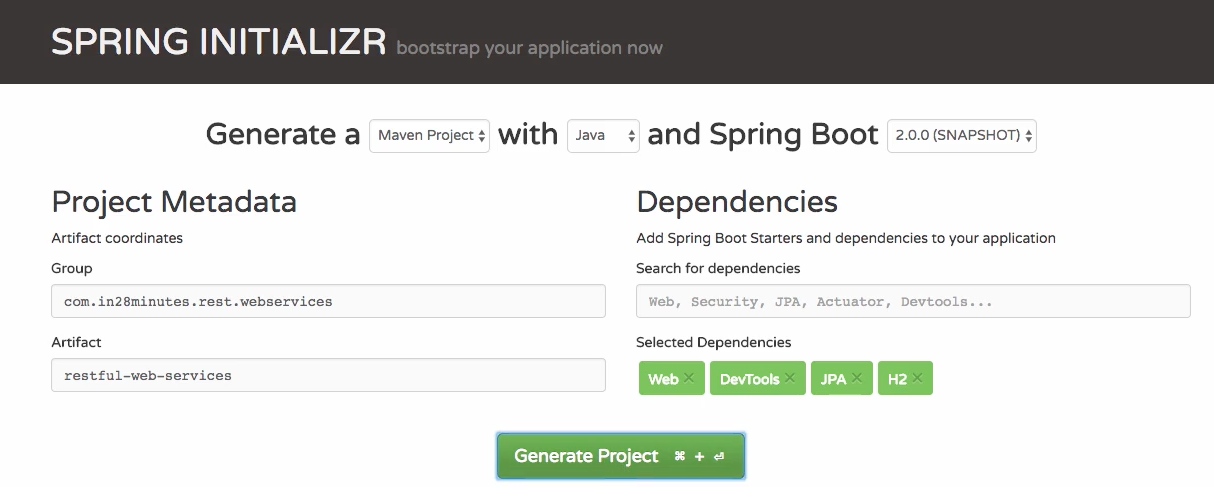 SPRING INITIALIZR bootstrap your application now
Generate a Maven Project with Java and Spring Boot 2.0.0 (SNAPSHOT)
Project Metadata
Artifact coordinates
Group
com.in28minutes.rest.webservices
Artifact
restful-web-services
Dependencies
Add Spring Boot Starters and dependencies to your application
Search for dependencies
Web, Security, JPA, Actuator, Devtools...
Selected Dependencies
Web × DevTools × JPA × H2 ×
Generate Project ⌘ + ⏎